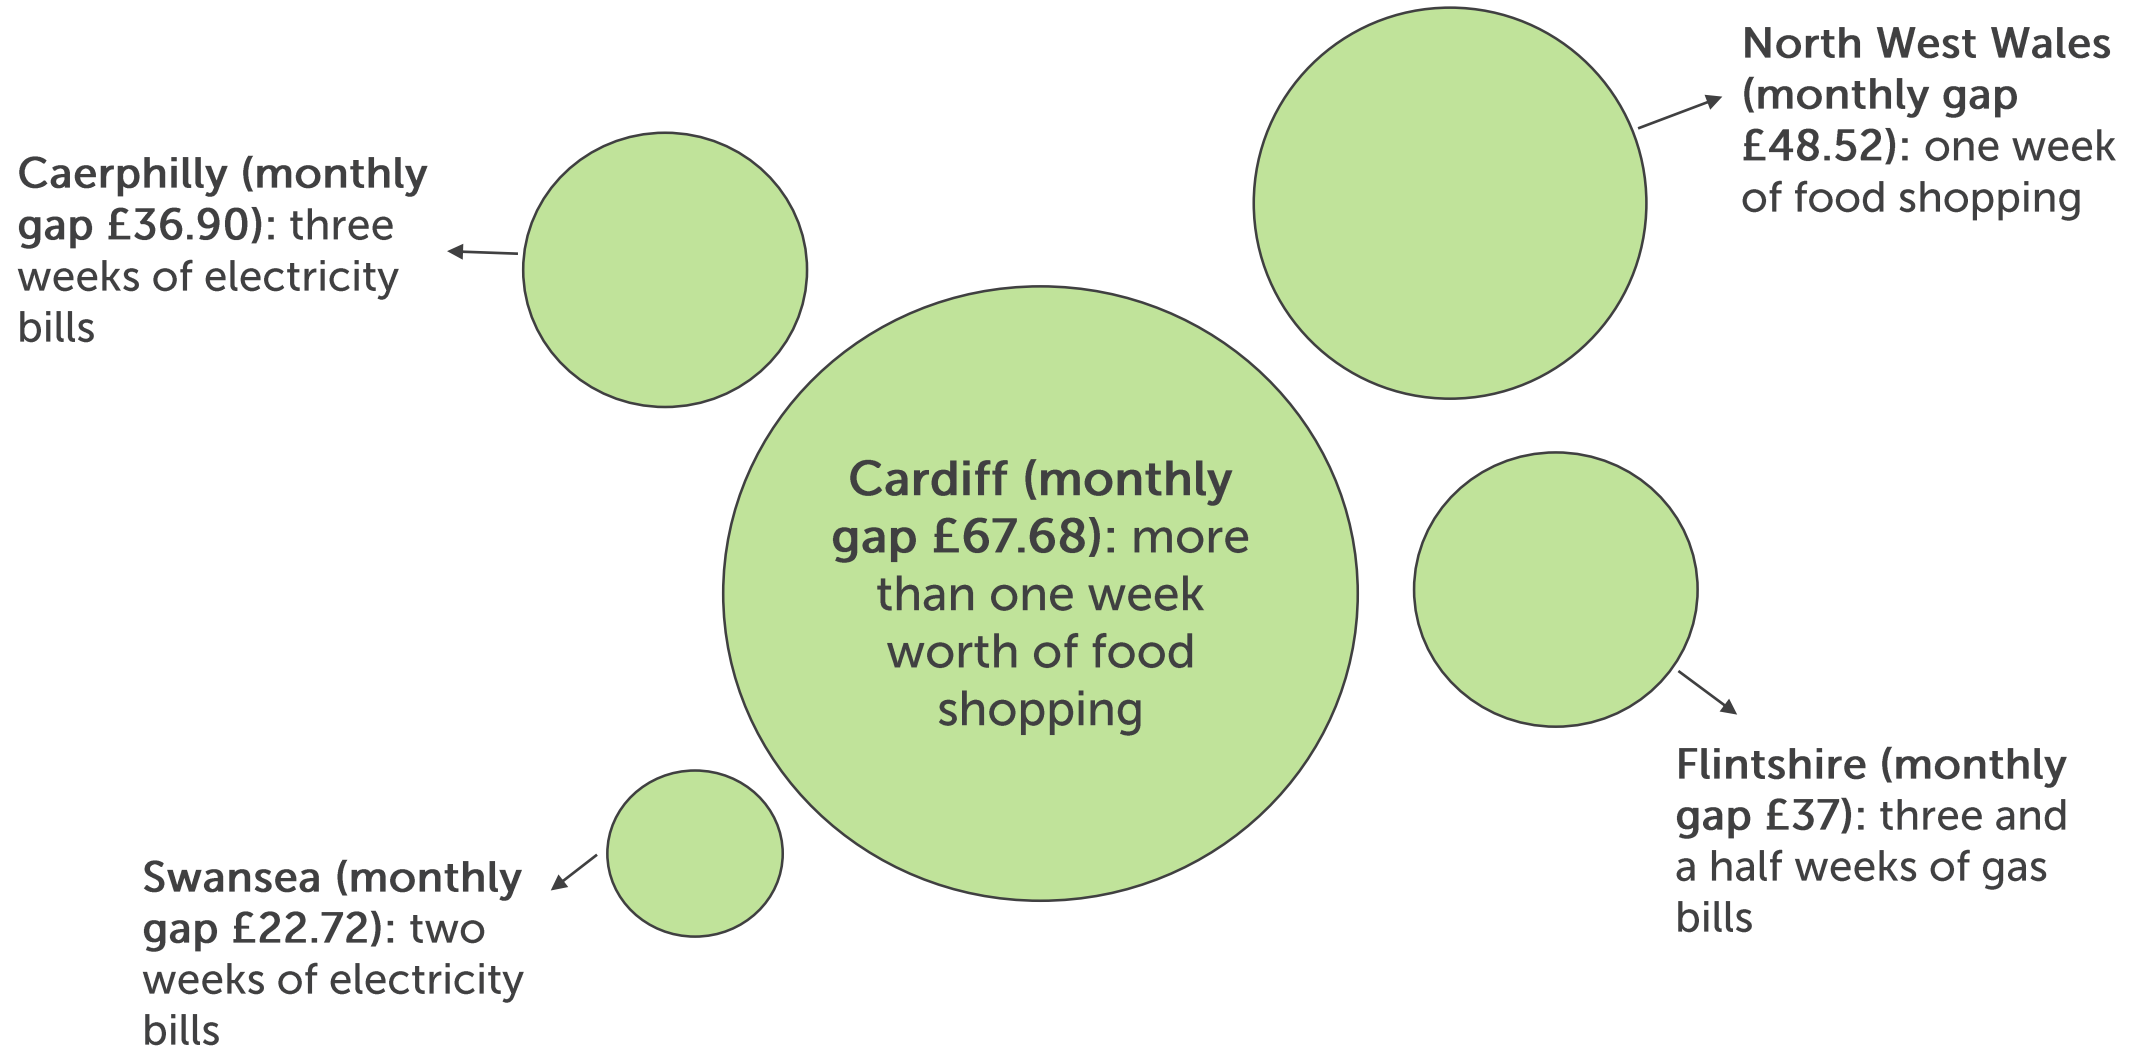 North West Wales
(monthly gap
£48.52): one week
of food shopping
Caerphilly (monthly
gap £36.90): three
weeks of electricity
bills
Cardiff (monthly
gap £67.68): more
than one week
worth of food
shopping
Flintshire (monthly
gap £37): three and
a half weeks of gas
bills
Swansea (monthly
gap £22.72): two
weeks of electricity
bills